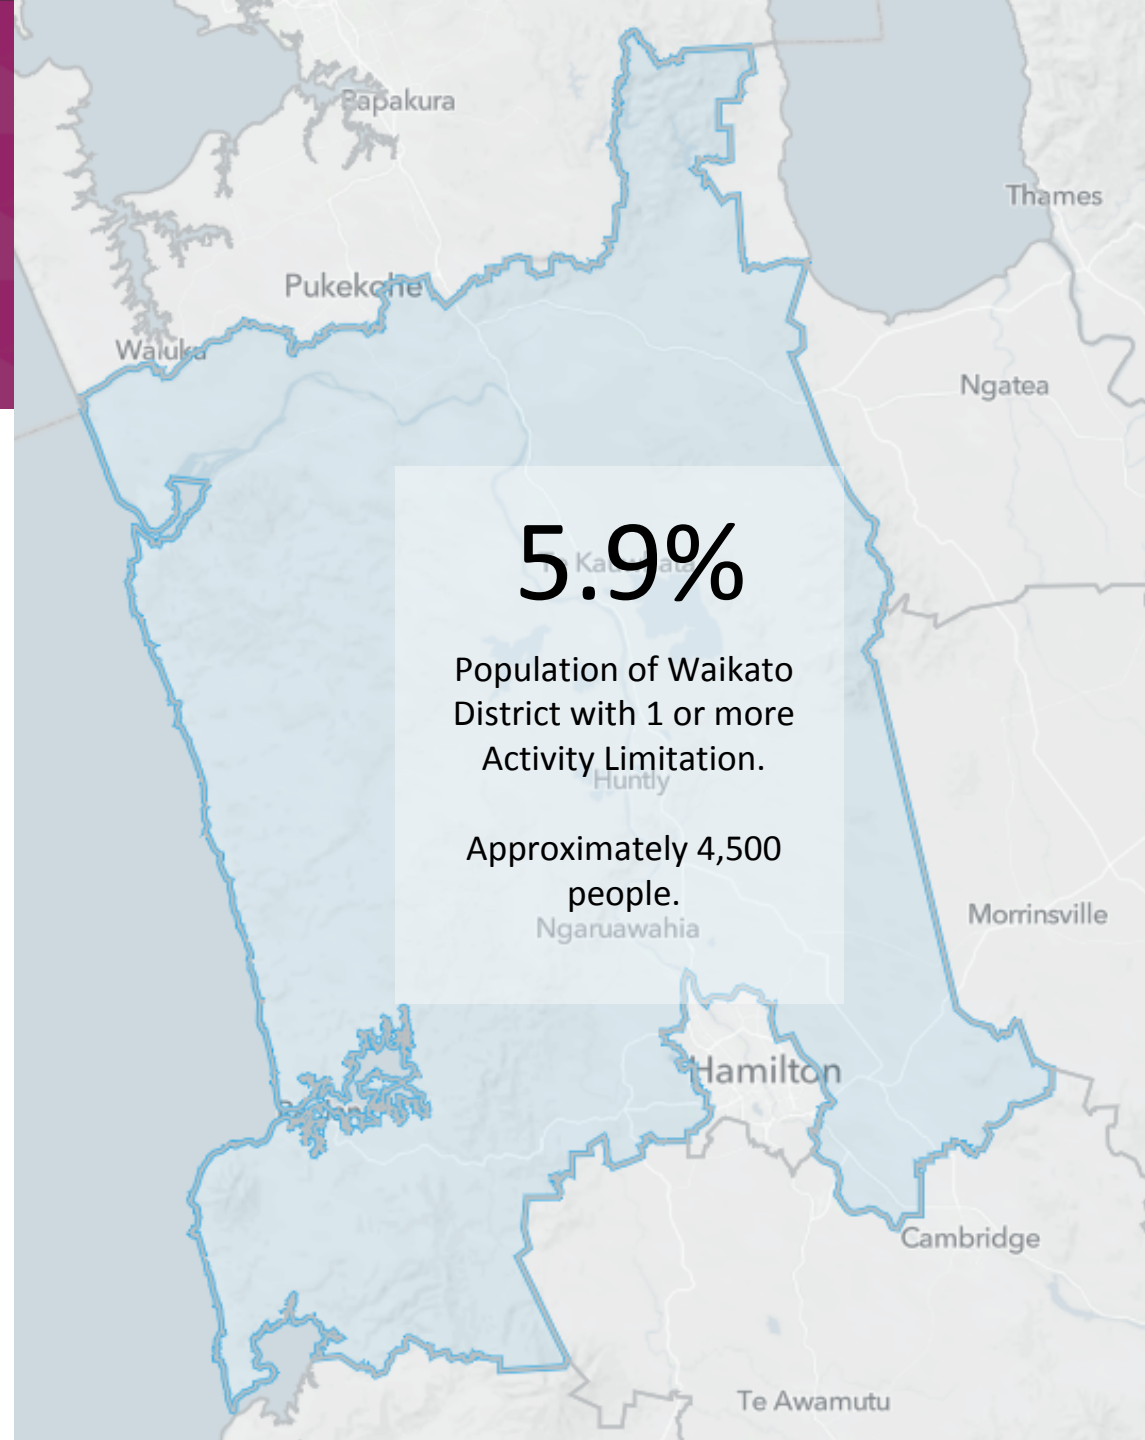 Papakura
Thames
Pukekohe
Waiuku
Ngatea
5.9%
Population of Waikato
District with 1 or more
Activity Limitation.
Huntly
Approximately 4,500
people.
Morrinsville
Ngaruawahia
Hamilton
Cambridge
Te Awamutu